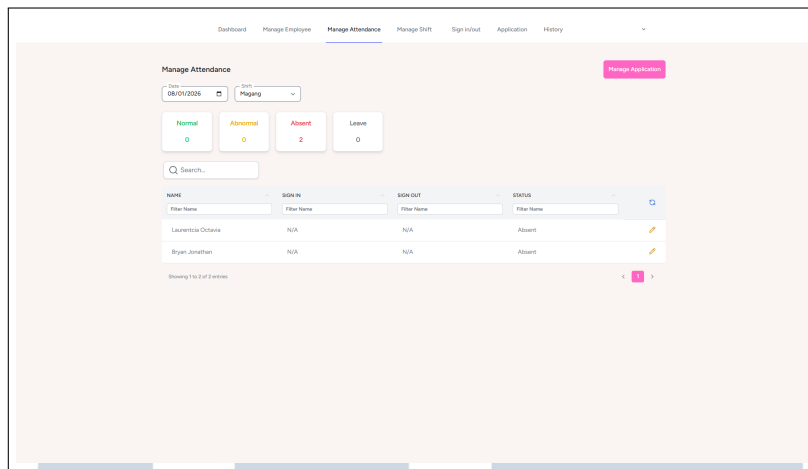 Dashboard Manage Employee Manage Attendance Manage Shift Sign in/out Application History
Manage Attendance
Manage Application
Date Shift
08/01/2026 Magang
Normal Abnormal Absent Leave
0 0 2 0
Search...
NAME SIGN IN SIGN OUT STATUS
Filter Name Filter Name Filter Name Filter Name
Laurentcia Octavia N/A N/A Absent
Bryan Jonathan N/A N/A Absent
Showing 1 to 2 of 2 entries
1